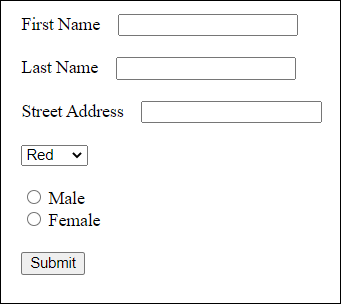 First Name
Last Name
Street Address
Red
Male
Female
Submit